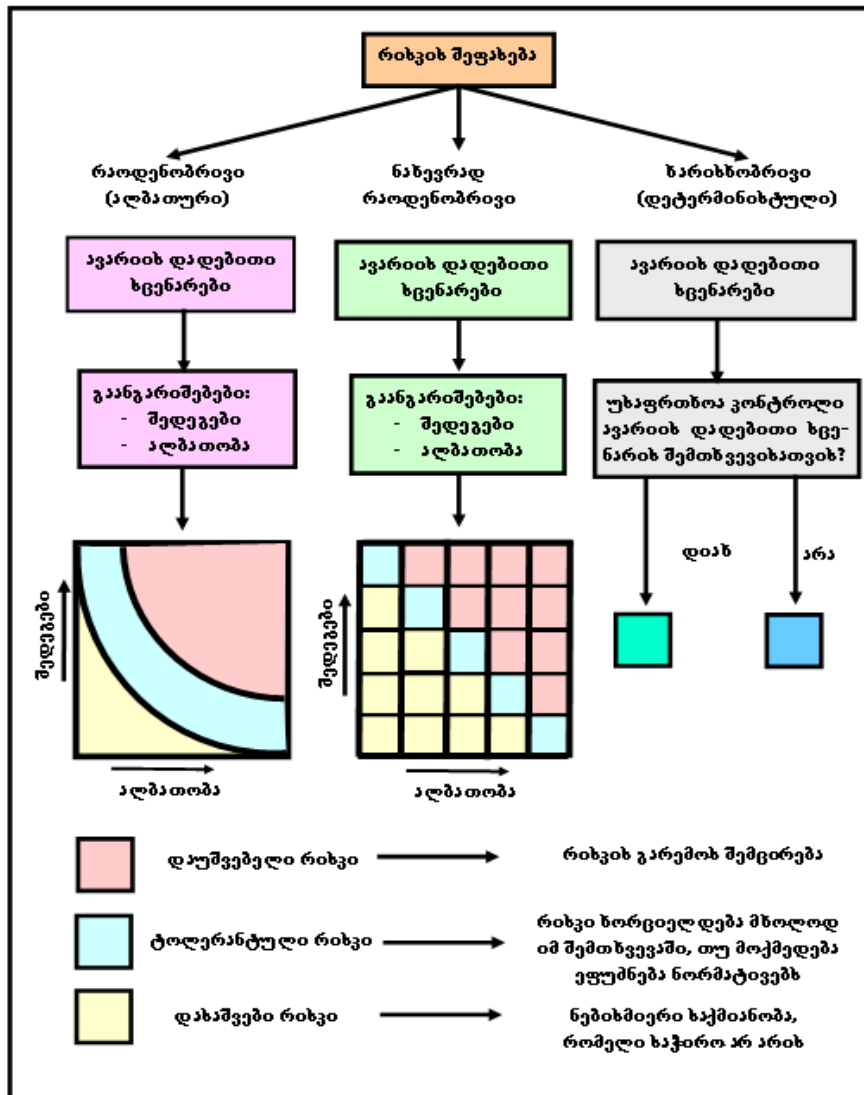 რისკის შეფასება
რაოდენობრივი
(ალბათური)
ნახევრად
რაოდენობრივი
ხარისხობრივი
(დეტერმინისტული)
ავარიის დადებითი
სცენარები
ავარიის დადებითი
სცენარები
ავარიის დადებითი
სცენარები
გაანგარიშებები:
- შედეგები
- ალბათობა
გაანგარიშებები:
- შედეგები
- ალბათობა
უსაფრთხოა კონტროლი
ავარიის დადებითი სცე-
ნარის შემთხვევისათვის?
დიახ
არა
შედეგები
ალბათობა
შედეგები
ალბათობა
დაუშვებელი რისკი
რისკის გარემოს შემცირება
ტოლერანტული რისკი
რისკი ხორციელდება მხოლოდ
იმ შემთხვევაში, თუ მოქმედება
ეფუმნება ნორმატივებს
დასაშვები რისკი
ნებისმიერი საქმიანობა,
რომელი საჭირო არ არის